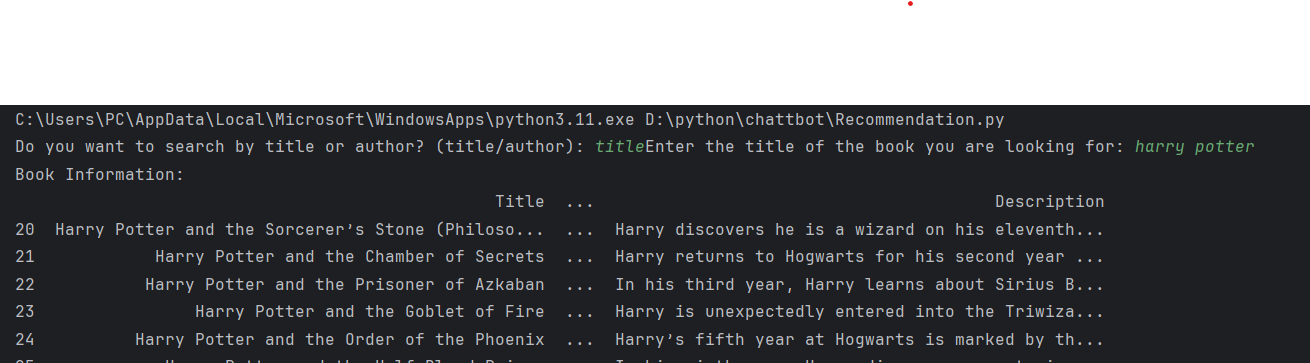 C:\Users\PC\AppData\Local\Microsoft\WindowsApps\python3.11.exe D:\python\chattbot\Recommendation.py
Do you want to search by title or author? (title/author): titleEnter the title of the book you are looking for: harry potter
Book Information:
Title ... Description
20 Harry Potter and the Sorcerer’s Stone (Philoso... ... Harry discovers he is a wizard on his eleventh...
21 Harry Potter and the Chamber of Secrets ... Harry returns to Hogwarts for his second year ...
22 Harry Potter and the Prisoner of Azkaban ... In his third year, Harry learns about Sirius B...
23 Harry Potter and the Goblet of Fire ... Harry is unexpectedly entered into the Triwiza...
24 Harry Potter and the Order of the Phoenix ... Harry’s fifth year at Hogwarts is marked by th...